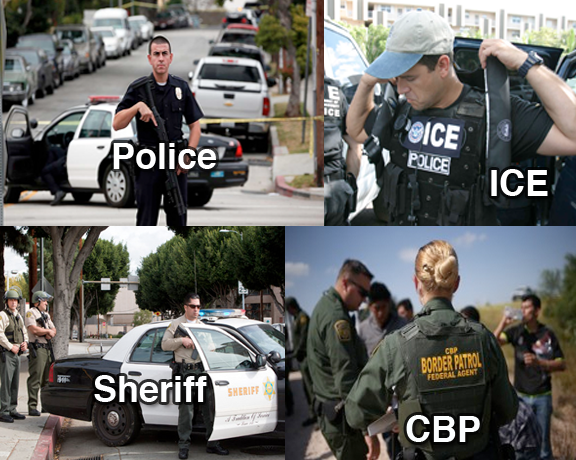 Police
ICE
POLICE
ICE
Sheriff
SHERIFF
CBP
BORDER PATROL
FEDERAL AGENT
CBP